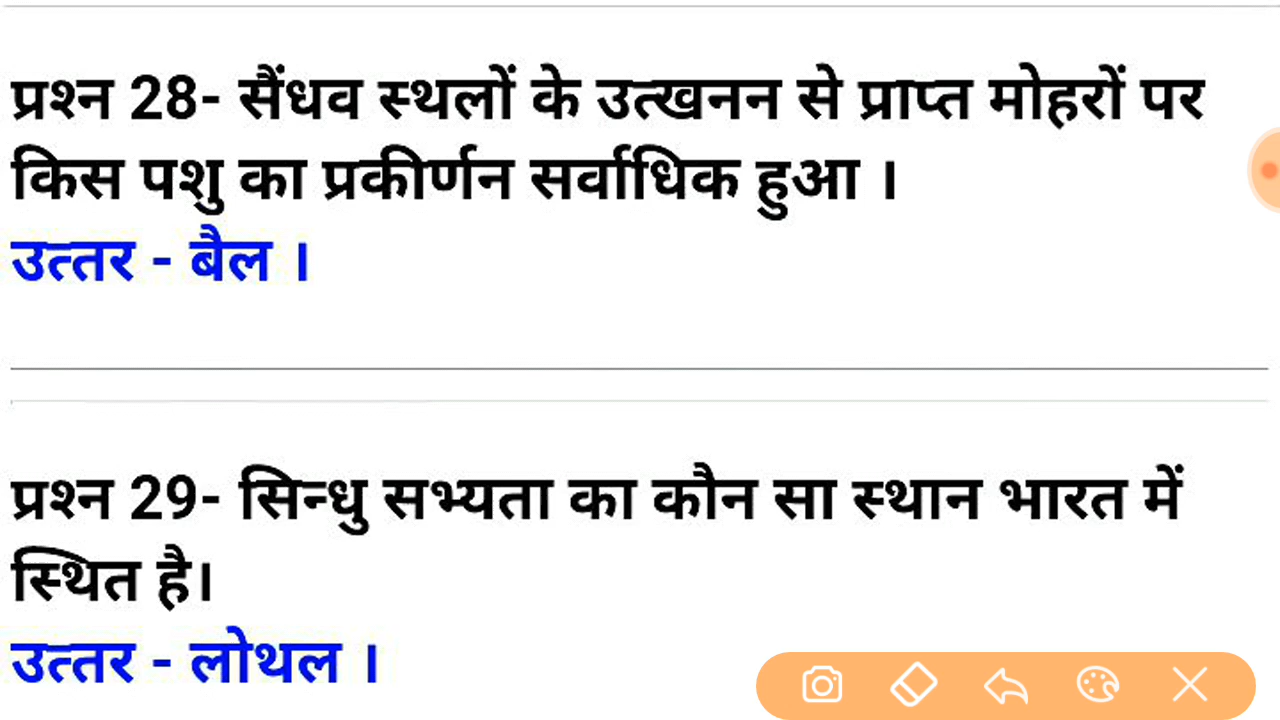 प्रश्न 28- सैंधव स्थलों के उत्खनन से प्राप्त मोहरों पर
किस पशु का प्रकीर्णन सर्वाधिक हुआ ।
उत्तर - बैल ।
प्रश्न 29- सिन्धु सभ्यता का कौन सा स्थान भारत में
स्थित है।
उत्तर - लोथल ।